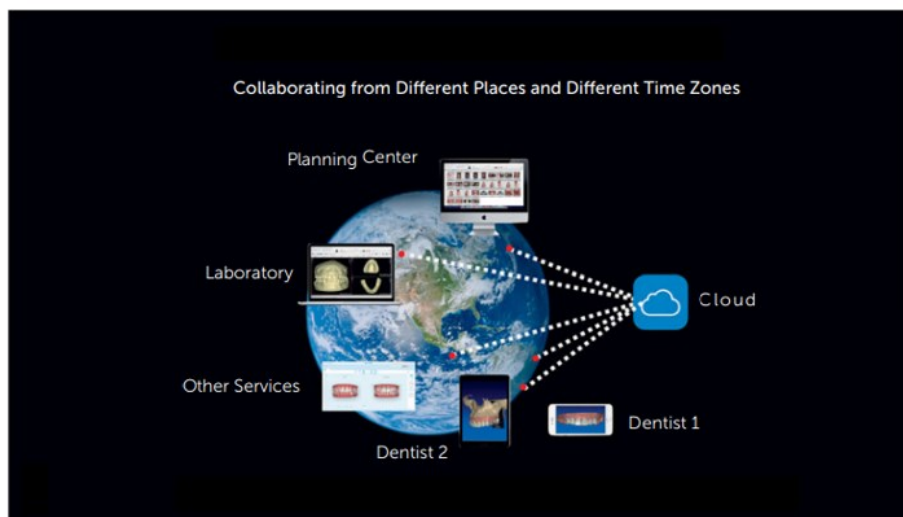 Collaborating from Different Places and Different Time Zones
Planning Center
Laboratory
Cloud
Other Services
Dentist 1
Dentist 2